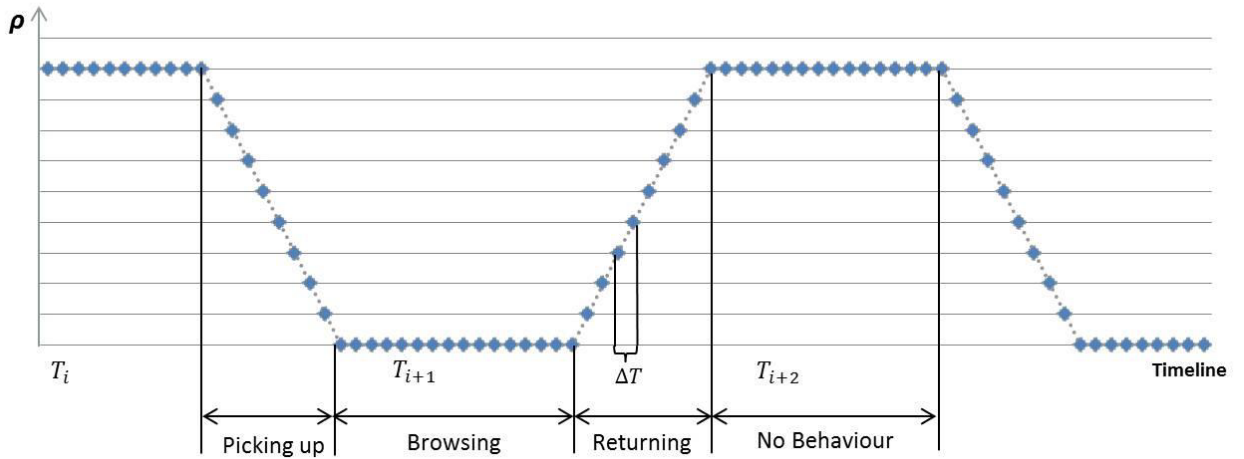 ρ
T_i
T_{i+1}
ΔT
T_{i+2}
Timeline
Picking up
Browsing
Returning
No Behaviour